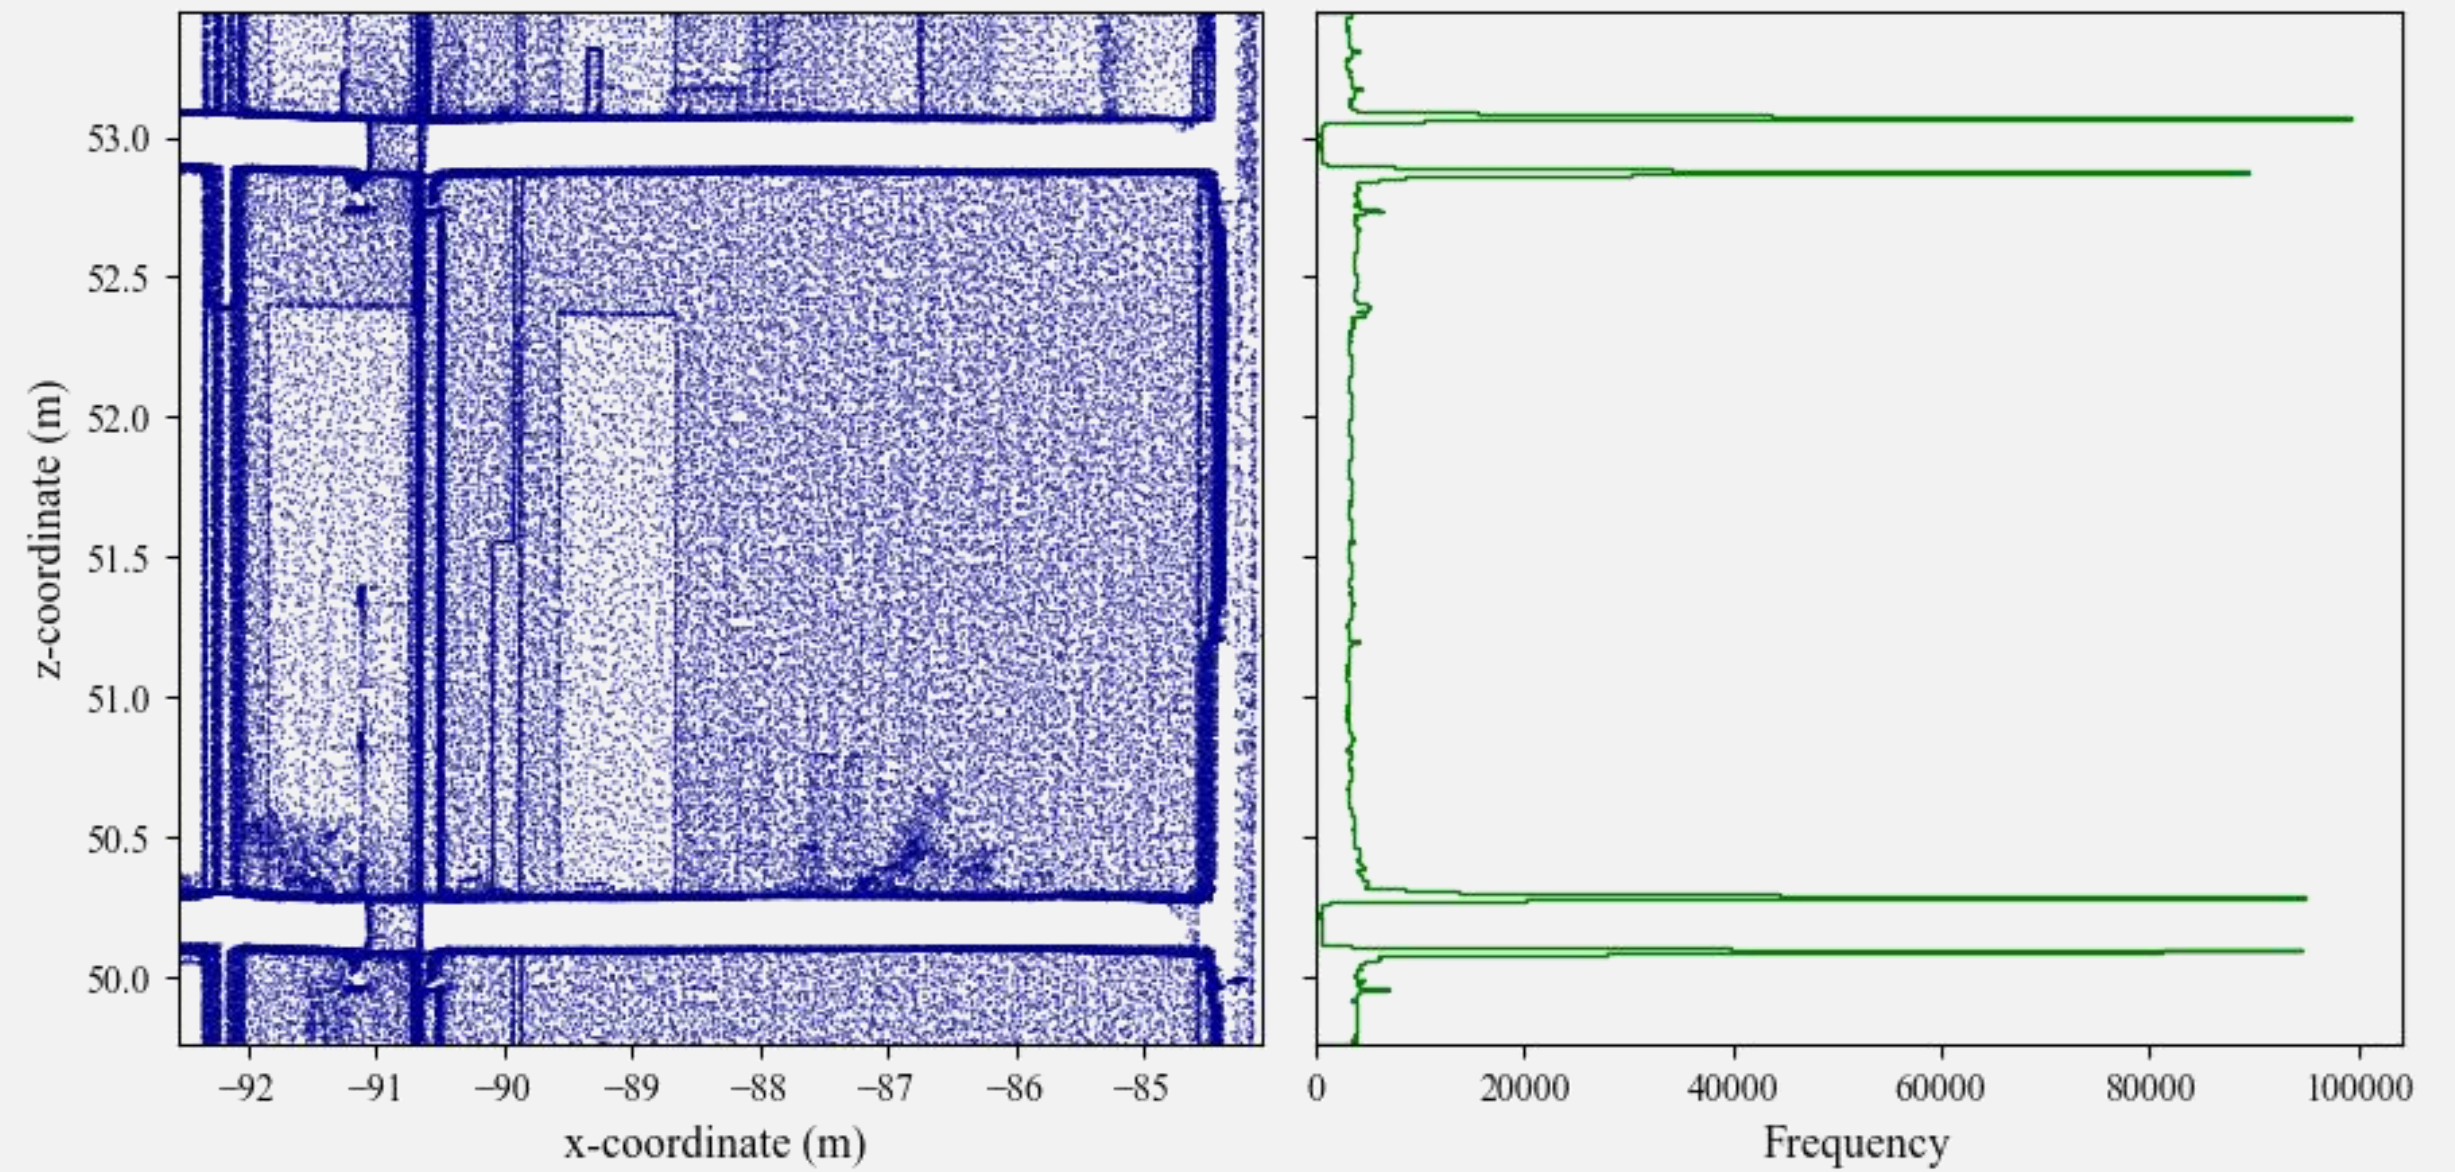 53.0
52.5
52.0
51.5
51.0
50.5
50.0
z-coordinate (m)
−92 −91 −90 −89 −88 −87 −86 −85
x-coordinate (m)
0 20000 40000 60000 80000 100000
Frequency